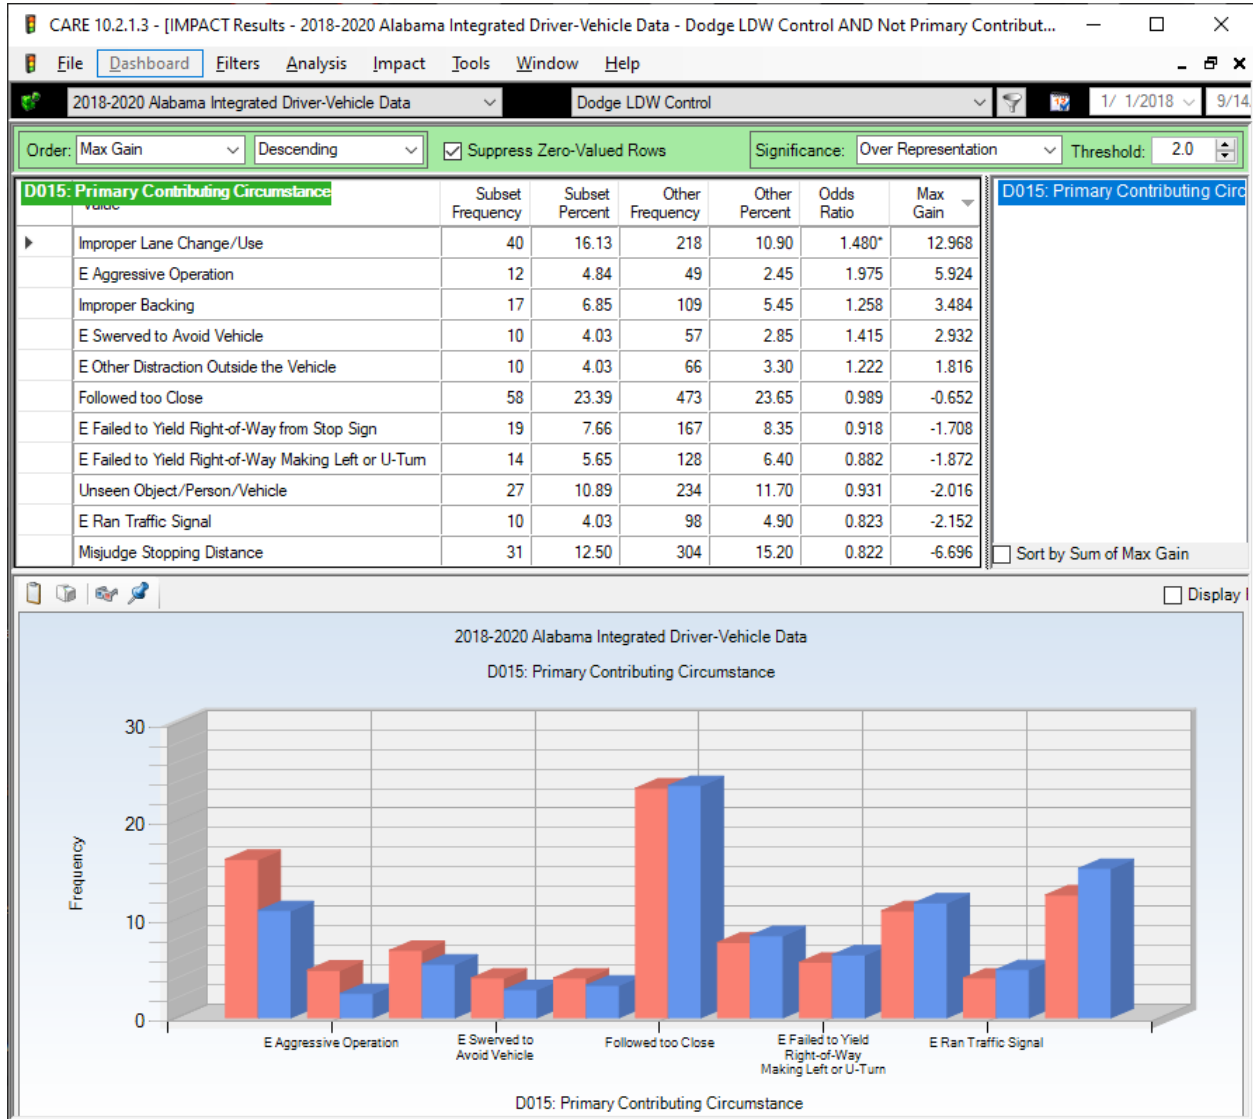 CARE 10.2.1.3 - [IMPACT Results - 2018-2020 Alabama Integrated Driver-Vehicle Data - Dodge LDW Control AND Not Primary Contribut...
File Dashboard Filters Analysis Impact Tools Window Help
2018-2020 Alabama Integrated Driver-Vehicle Data Dodge LDW Control 1/ 1/2018 9/14
Order: Max Gain Descending Suppress Zero-Valued Rows Significance: Over Representation Threshold: 2.0
D015: Primary Contributing Circumstance Subset Frequency Subset Percent Other Frequency Other Percent Odds Ratio Max Gain D015: Primary Contributing Circ
Improper Lane Change/Use 40 16.13 218 10.90 1.480* 12.968
E Aggressive Operation 12 4.84 49 2.45 1.975 5.924
Improper Backing 17 6.85 109 5.45 1.258 3.484
E Swerved to Avoid Vehicle 10 4.03 57 2.85 1.415 2.932
E Other Distraction Outside the Vehicle 10 4.03 66 3.30 1.222 1.816
Followed too Close 58 23.39 473 23.65 0.989 -0.652
E Failed to Yield Right-of-Way from Stop Sign 19 7.66 167 8.35 0.918 -1.708
E Failed to Yield Right-of-Way Making Left or U-Turn 14 5.65 128 6.40 0.882 -1.872
Unseen Object/Person/Vehicle 27 10.89 234 11.70 0.931 -2.016
E Ran Traffic Signal 10 4.03 98 4.90 0.823 -2.152
Misjudge Stopping Distance 31 12.50 304 15.20 0.822 -6.696 Sort by Sum of Max Gain
Display
2018-2020 Alabama Integrated Driver-Vehicle Data
D015: Primary Contributing Circumstance
30
20
10
0
Frequency
E Aggressive Operation
E Swerved to
Avoid Vehicle
Followed too Close
E Failed to Yield
Right-of-Way
Making Left or U-Turn
E Ran Traffic Signal
D015: Primary Contributing Circumstance